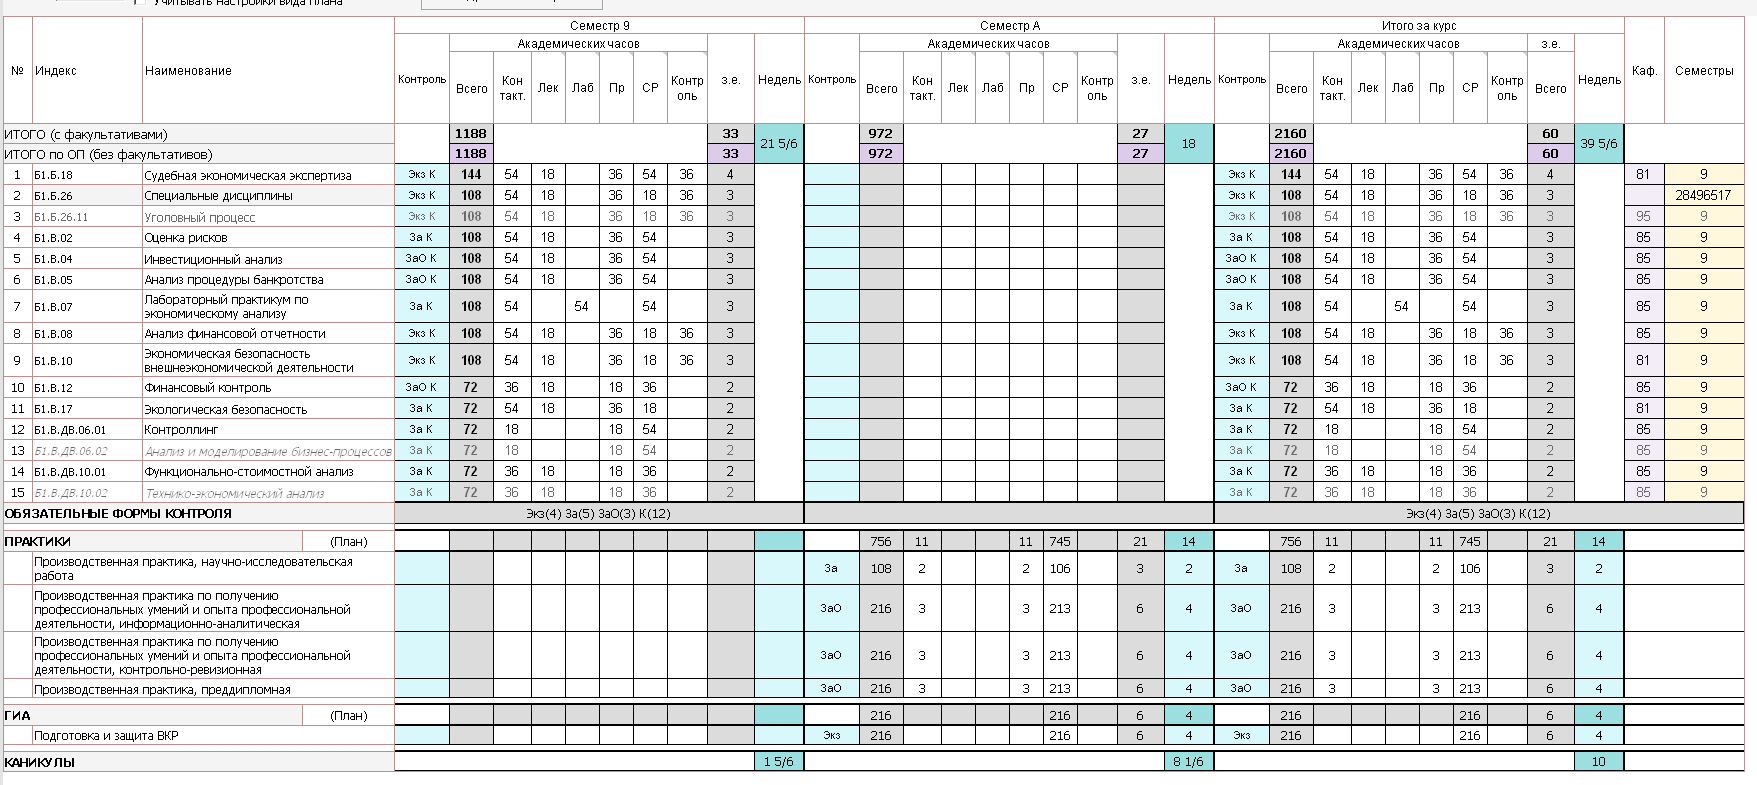 Учитывать настройки вида плана
Семестр 9 Семестр А Итого за курс
Академических часов Академических часов Академических часов з.е.
№ Индекс Наименование Контроль Всего Кон такт. Лек Лаб Пр СР Контр оль з.е. Недель Контроль Всего Кон такт. Лек Лаб Пр СР Контр оль з.е. Недель Контроль Всего Кон такт. Лек Лаб Пр СР Контр оль Всего Недель Каф. Семестры
ИТОГО (с факультативами) 1188 33 21 5/6 972 27 18 2160 60 39 5/6
ИТОГО по ОП (без факультативов) 1188 33 972 27 2160 60
1 Б1.Б.18 Судебная экономическая экспертиза Экз К 144 54 18 36 54 36 4 Экз К 144 54 18 36 54 36 4 81 9
2 Б1.Б.26 Специальные дисциплины Экз К 108 54 18 36 18 36 3 Экз К 108 54 18 36 18 36 3 28496517
3 Б1.Б.26.11 Уголовный процесс Экз К 108 54 18 36 18 36 3 Экз К 108 54 18 36 18 36 3 95 9
4 Б1.В.02 Оценка рисков За К 108 54 18 36 54 3 За К 108 54 18 36 54 3 85 9
5 Б1.В.04 Инвестиционный анализ ЗаО К 108 54 18 36 54 3 ЗаО К 108 54 18 36 54 3 85 9
6 Б1.В.05 Анализ процедуры банкротства ЗаО К 108 54 18 36 54 3 ЗаО К 108 54 18 36 54 3 85 9
7 Б1.В.07 Лабораторный практикум по
экономическому анализу За К 108 54 54 54 3 За К 108 54 54 54 3 85 9
8 Б1.В.08 Анализ финансовой отчетности Экз К 108 54 18 36 18 36 3 Экз К 108 54 18 36 18 36 3 85 9
9 Б1.В.10 Экономическая безопасность
внешнеэкономической деятельности Экз К 108 54 18 36 18 36 3 Экз К 108 54 18 36 18 36 3 81 9
10 Б1.В.12 Финансовый контроль ЗаО К 72 36 18 18 36 2 ЗаО К 72 36 18 18 36 2 85 9
11 Б1.В.17 Экологическая безопасность За К 72 54 18 36 18 2 За К 72 54 18 36 18 2 81 9
12 Б1.В.ДВ.06.01 Контроллинг За К 72 18 18 54 2 За К 72 18 18 54 2 85 9
13 Б1.В.ДВ.06.02 Анализ и моделирование бизнес-процессов За К 72 18 18 54 2 За К 72 18 18 54 2 85 9
14 Б1.В.ДВ.10.01 Функционально-стоимостной анализ За К 72 36 18 18 36 2 За К 72 36 18 18 36 2 85 9
15 Б1.В.ДВ.10.02 Технико-экономический анализ За К 72 36 18 18 36 2 За К 72 36 18 18 36 2 85 9
ОБЯЗАТЕЛЬНЫЕ ФОРМЫ КОНТРОЛЯ Экз(4) За(5) ЗаО(3) К(12) Экз(4) За(5) ЗаО(3) К(12)
ПРАКТИКИ (План) 756 11 11 745 21 14 756 11 11 745 21 14
Производственная практика, научно-исследовательская
работа За 108 2 2 106 3 2 За 108 2 2 106 3 2
Производственная практика по получению
профессиональных умений и опыта профессиональной
деятельности, информационно-аналитическая ЗаО 216 3 3 213 6 4 ЗаО 216 3 3 213 6 4
Производственная практика по получению
профессиональных умений и опыта профессиональной
деятельности, контрольно-ревизионная ЗаО 216 3 3 213 6 4 ЗаО 216 3 3 213 6 4
Производственная практика, преддипломная ЗаО 216 3 3 213 6 4 ЗаО 216 3 3 213 6 4
ГИА (План) 216 216 6 4 216 216 6 4
Подготовка и защита ВКР Экз 216 216 6 4 Экз 216 216 6 4
КАНИКУЛЫ 1 5/6 8 1/6 10